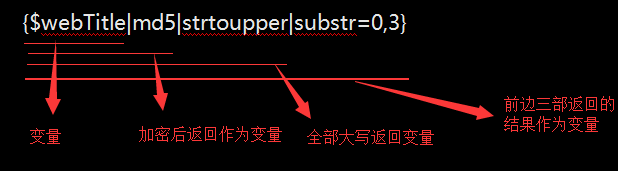 {$webTitle|md5|strtoupper|substr=0,3}
变量
加密后返回作为变量
全部大写返回变量
前边三部返回的
结果作为变量